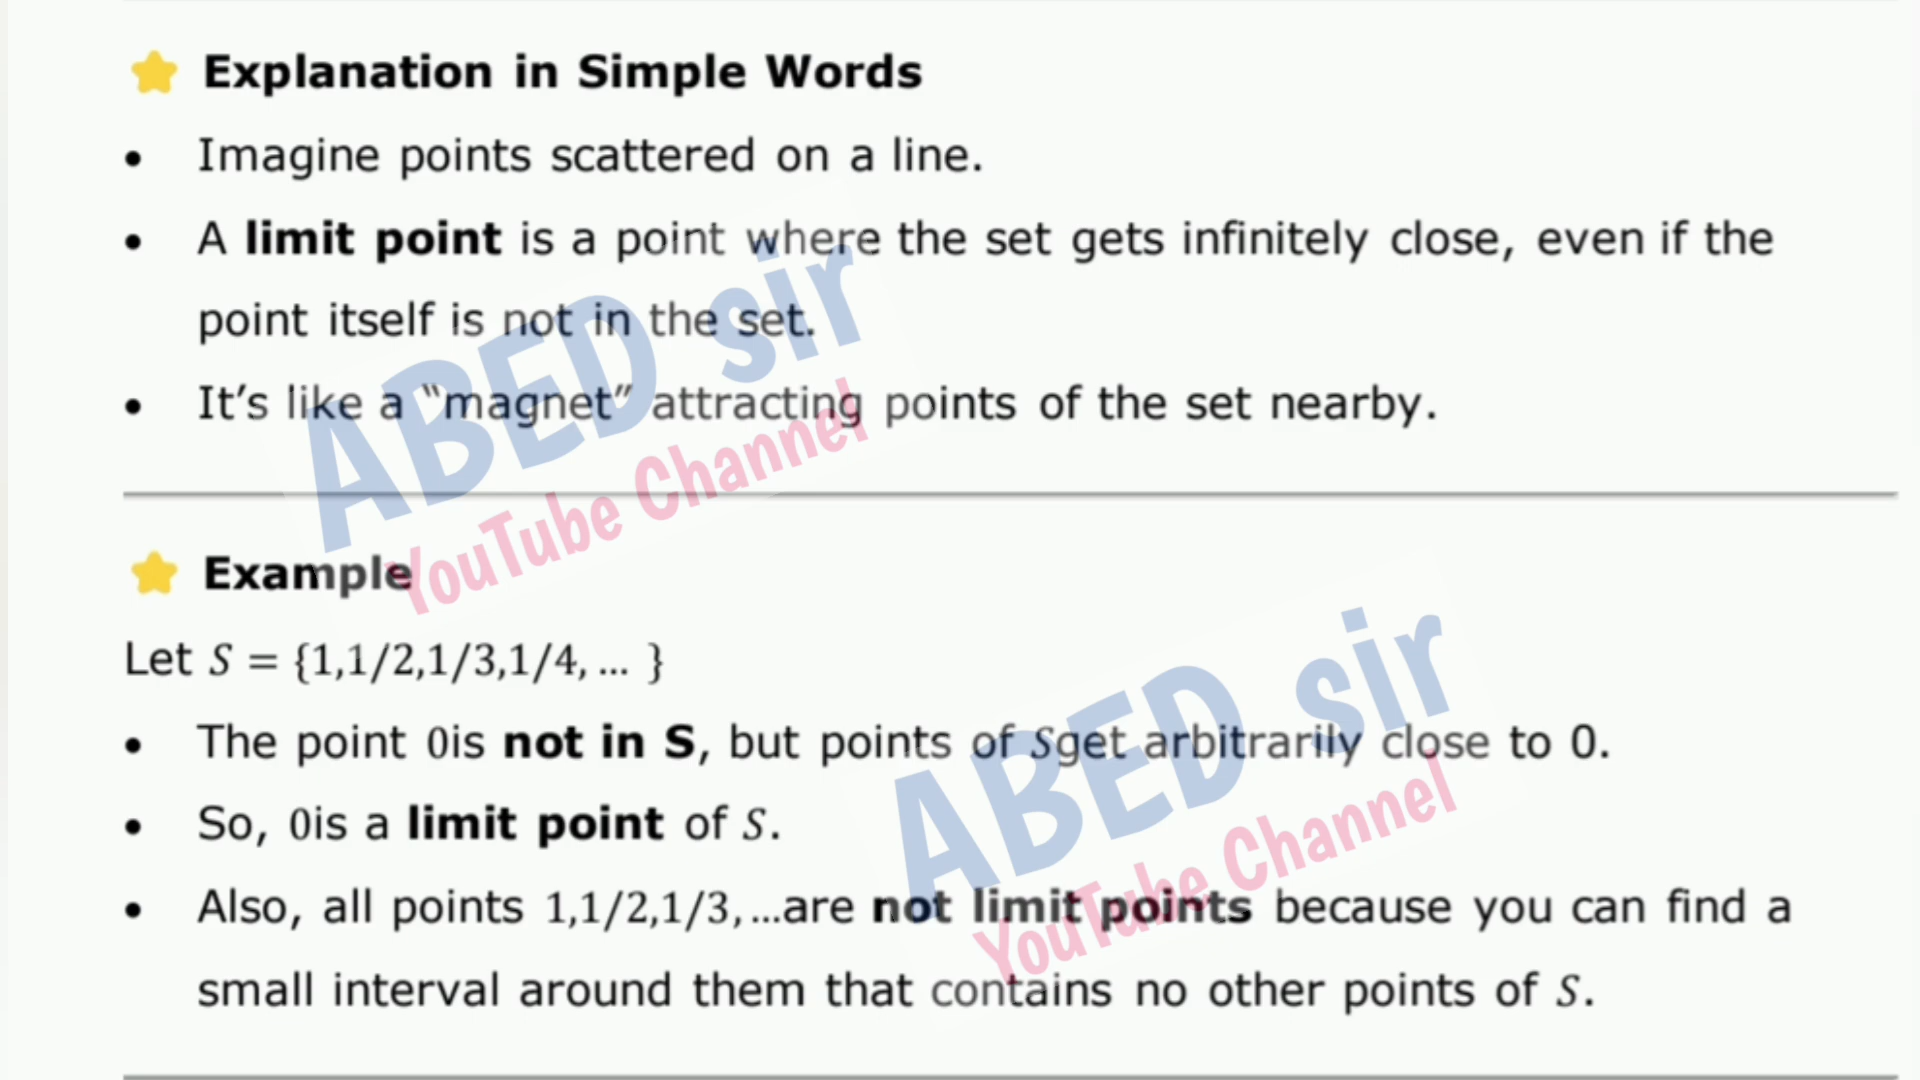 Explanation in Simple Words
• Imagine points scattered on a line.
• A limit point is a point where the set gets infinitely close, even if the
point itself is not in the set.
• It's like a “magnet” attracting points of the set nearby.
Example
Let S = {1,1/2,1/3,1/4, ... }
• The point 0is not in S, but points of Sget arbitrarily close to 0.
• So, 0is a limit point of S.
• Also, all points 1,1/2,1/3, ...are not limit points because you can find a
small interval around them that contains no other points of S.
ABED sir
YouTube Channel
ABED sir
YouTube Channel